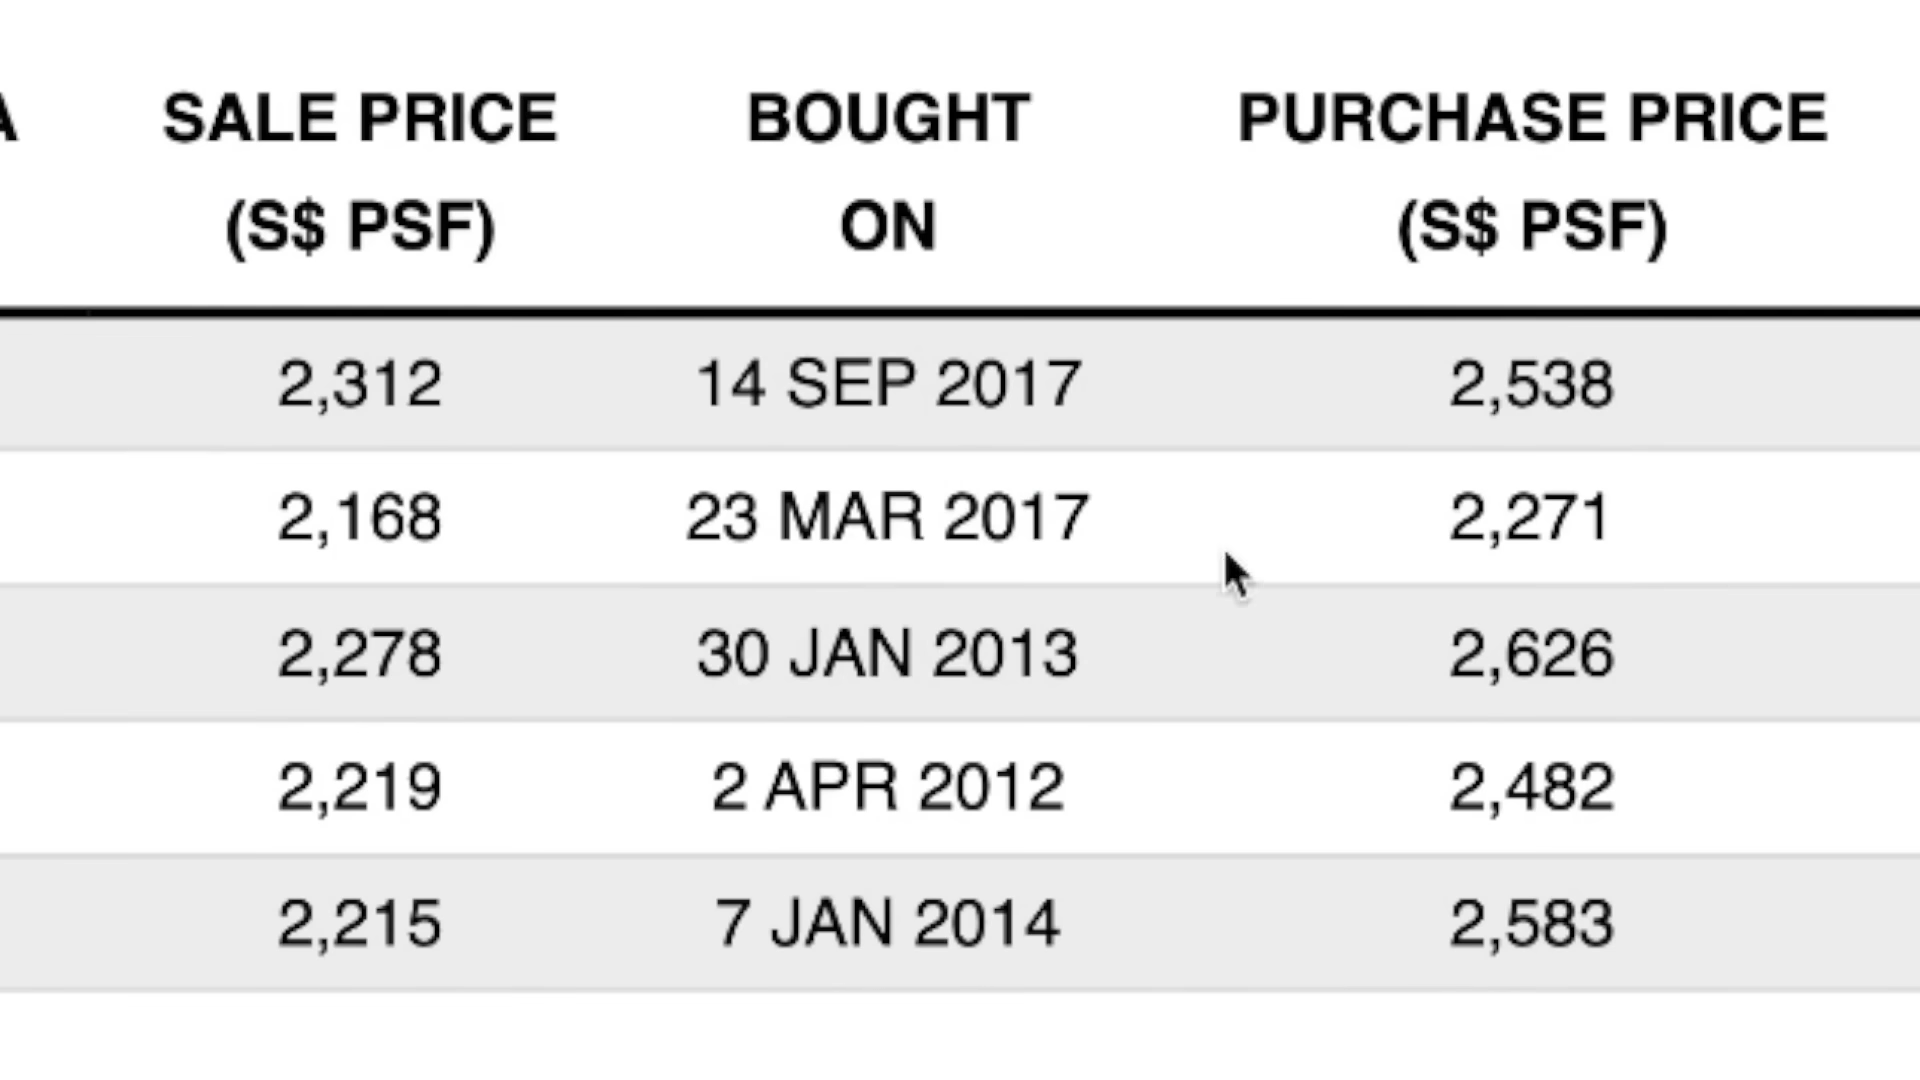 A SALE PRICE BOUGHT PURCHASE PRICE
(S$ PSF) ON (S$ PSF)
2,312 14 SEP 2017 2,538
2,168 23 MAR 2017 2,271
2,278 30 JAN 2013 2,626
2,219 2 APR 2012 2,482
2,215 7 JAN 2014 2,583